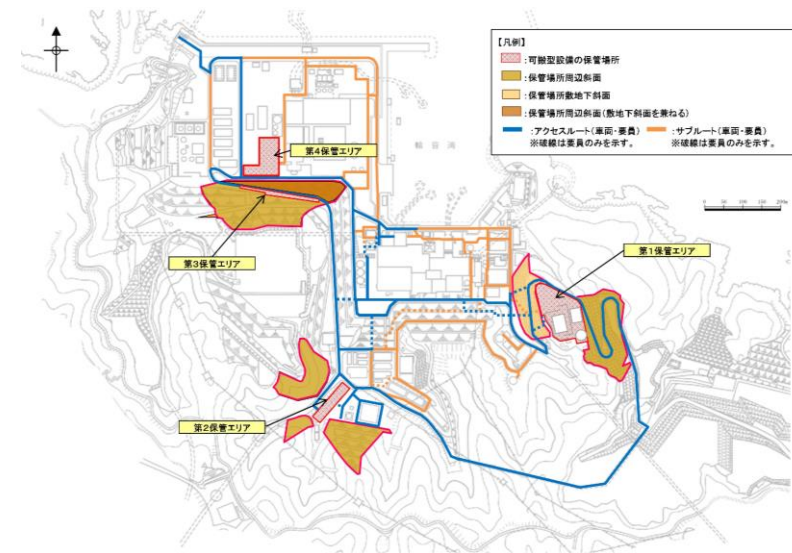 【凡例】
:可搬型設備の保管場所
:保管場所周辺斜面
:保管場所敷地下斜面
:保管場所周辺斜面(敷地下斜面を兼ねる)
:アクセスルート(車両・要員) :サブルート(車両・要員)
※破線は要員のみを示す。 ※破線は要員のみを示す。
第4保管エリア
輪谷湾
0 50 100 150 200m
第1保管エリア
第3保管エリア
第2保管エリア